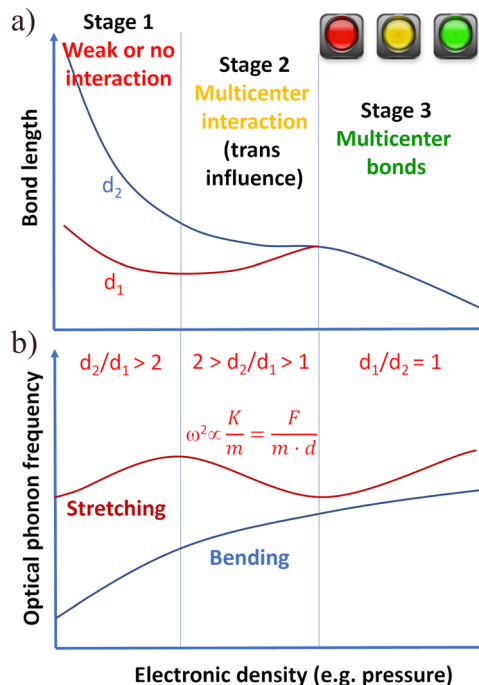 a)
Stage 1
Weak or no
interaction
Stage 2
Multicenter
interaction
(trans
influence)
Stage 3
Multicenter
bonds
Bond length
d₂
d₁
b)
d₂/d₁ > 2
2 > d₂/d₁ > 1
d₁/d₂ = 1
ω² ∝ K/m = F/(m · d)
Stretching
Bending
Optical phonon frequency
Electronic density (e.g. pressure)